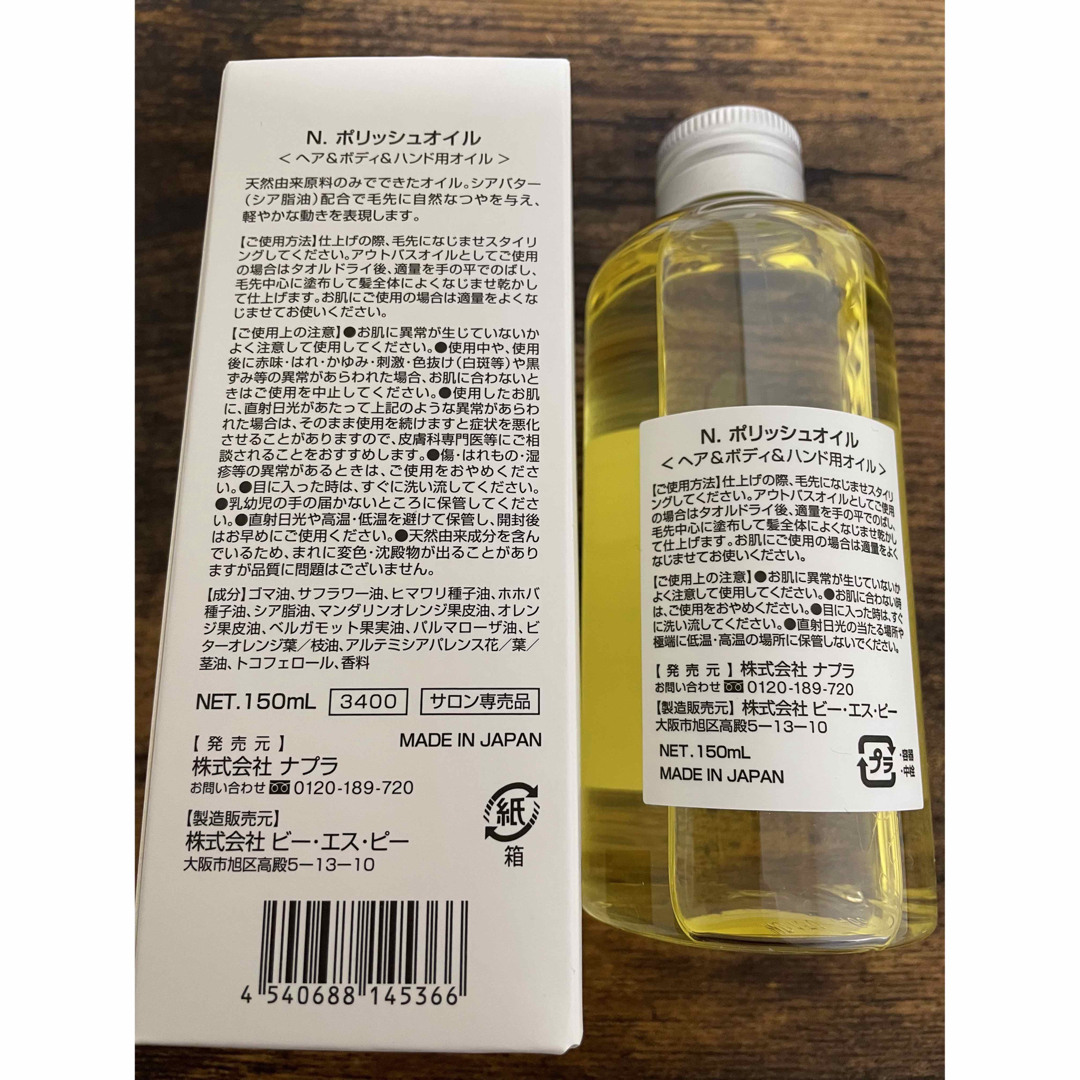 N. ポリッシュオイル
＜ヘア＆ボディ＆ハンド用オイル＞
天然由来原料のみでできたオイル。シアバター
(シア脂油)配合で毛先に自然なつやを与え、
軽やかな動きを表現します。
【ご使用方法】仕上げの際、毛先になじませスタイリ
ングしてください。アウトバスオイルとしてご使用
の場合はタオルドライ後、適量を手の平でのばし、
毛先中心に塗布して髪全体によくなじませ乾かし
て仕上げます。お肌にご使用の場合は適量をよくな
じませてお使いください。
【ご使用上の注意】●お肌に異常が生じていないか
よく注意して使用してください。●使用中や、使用
後に赤味・はれ・かゆみ・刺激・色抜け(白斑等)や黒
ずみ等の異常があらわれた場合、お肌に合わないと
きはご使用を中止してください。●使用したお肌
に、直射日光があたって上記のような異常があらわ
れた場合は、そのまま使用を続けますと症状を悪化
させることがありますので、皮膚科専門医等にご相
談されることをおすすめします。●傷・はれもの・湿
疹等の異常があるときは、ご使用をおやめくださ
い。●目に入った時は、すぐに洗い流してください。
●乳幼児の手の届かないところに保管してくださ
い。●直射日光や高温・低温を避けて保管し、開封後
はお早めにご使用ください。●天然由来成分を含ん
でいるため、まれに変色・沈殿物が出ることがあり
ますが品質に問題はございません。
【成分】ゴマ油、サフラワー油、ヒマワリ種子油、ホホバ
種子油、シア脂油、マンダリンオレンジ果皮油、オレン
ジ果皮油、ベルガモット果実油、パルマローザ油、ビ
ターオレンジ葉／枝油、アルテミシアパレンス花／葉／
茎油、トコフェロール、香料
NET.150mL 3400 サロン専売品
【発売元】 MADE IN JAPAN
株式会社 ナプラ
お問い合わせ 0120-189-720
【製造販売元】
株式会社 ビー・エス・ピー
大阪市旭区高殿5-13-10
紙
箱
4 540688 145366
N. ポリッシュオイル
＜ヘア＆ボディ＆ハンド用オイル＞
【ご使用方法】仕上げの際、毛先になじませスタイリ
ングしてください。アウトバスオイルとしてご使用
の場合はタオルドライ後、適量を手の平でのばし、
毛先中心に塗布して髪全体によくなじませ乾かし
て仕上げます。お肌にご使用の場合は適量をよく
なじませてお使いください。
【ご使用上の注意】●お肌に異常が生じていないか
よく注意して使用してください。●お肌に合わない時
は、ご使用をおやめください。●目に入った時は、すぐ
に洗い流してください。●直射日光の当たる場所や
極端に低温・高温の場所に保管しないでください。
【発売元】株式会社 ナプラ
お問い合わせ 0120-189-720
【製造販売元】株式会社 ビー・エス・ピー
大阪市旭区高殿5-13-10
NET.150mL
MADE IN JAPAN
プラ
・容器
・中栓